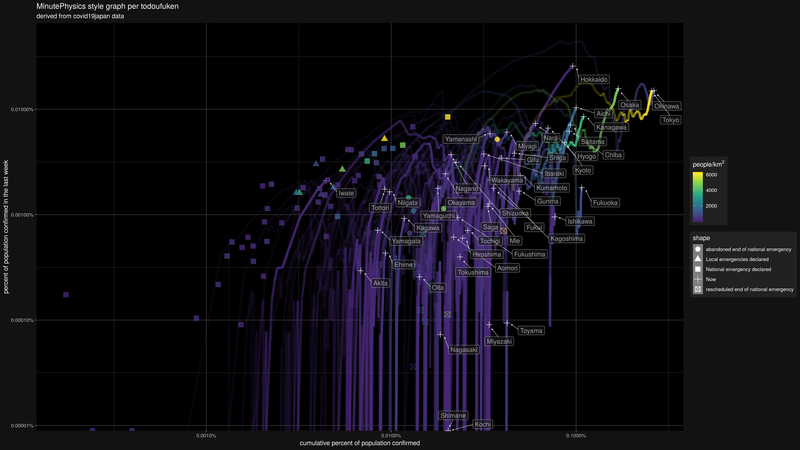 MinutePhysics style graph per todoufuken
derived from covid19japan data
percent of population confirmed in the last week
0.01000%
0.00100%
0.00010%
0.00001%
Hokkaido
Osaka
Okinawa
Tokyo
Aichi
Kanagawa
Yamanashi
Nara
Saitama
Miyagi
Gifu
Shiga
Hyogo
Chiba
Kyoto
Ibaraki
Iwate
Nagano
Wakayama
Kumamoto
Tottori
Niigata
Okayama
Gunma
Fukuoka
Yamaguchi
Shizuoka
Ishikawa
Kagawa
Saga
Fukui
Yamagata
Tochigi
Mie
Kagoshima
Ehime
Hiroshima
Fukushima
Akita
Oita
Tokushima
Aomori
Toyama
Miyazaki
Nagasaki
Shimane
Kochi
0.0010%
0.0100%
0.1000%
cumulative percent of population confirmed
people/km²
6000
4000
2000
shape
abandoned end of national emergency
Local emergencies declared
National emergency declared
Now
rescheduled end of national emergency